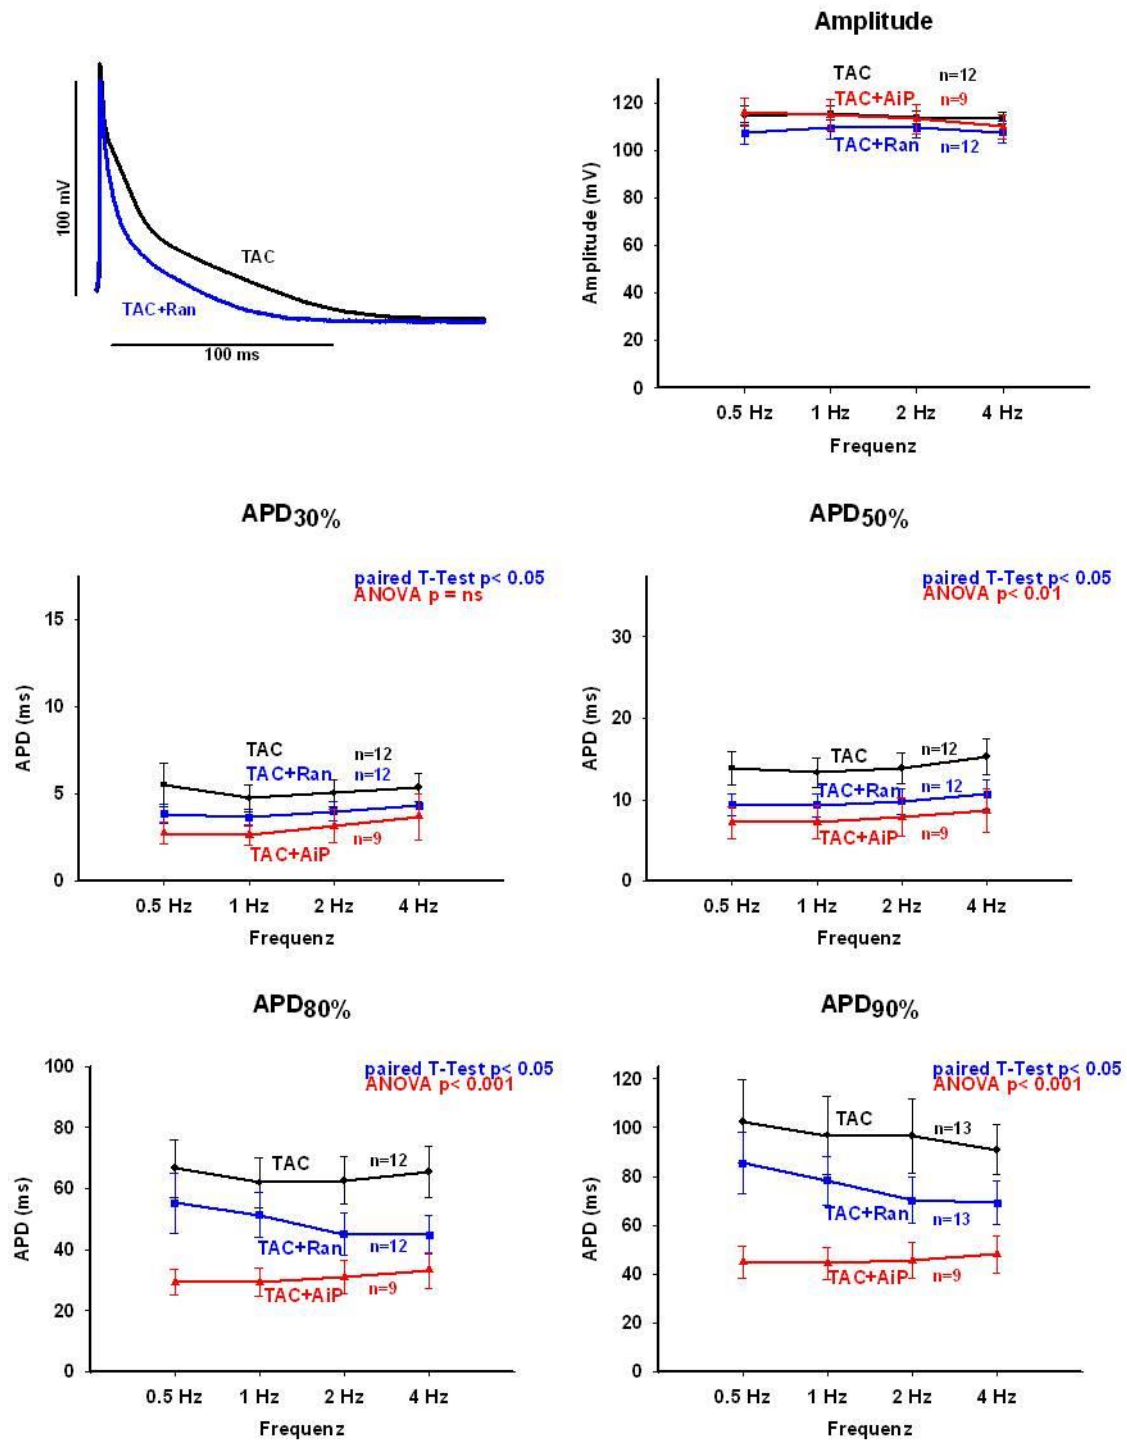 Amplitude
100 mV
TAC
TAC+Ran
100 ms
Amplitude (mV)
120
100
80
60
40
20
0
TAC n=12
TAC+AiP n=9
TAC+Ran n=12
0.5 Hz 1 Hz 2 Hz 4 Hz
Frequenz
APD30%
paired T-Test p< 0.05
ANOVA p = ns
APD (ms)
15
10
5
0
TAC n=12
TAC+Ran n=12
TAC+AiP n=9
0.5 Hz 1 Hz 2 Hz 4 Hz
Frequenz
APD50%
paired T-Test p< 0.05
ANOVA p< 0.01
APD (ms)
30
20
10
0
TAC n=12
TAC+Ran n= 12
TAC+AiP n=9
0.5 Hz 1 Hz 2 Hz 4 Hz
Frequenz
APD80%
paired T-Test p< 0.05
ANOVA p< 0.001
APD (ms)
100
80
60
40
20
0
TAC n=12
TAC+Ran n=12
TAC+AiP n=9
0.5 Hz 1 Hz 2 Hz 4 Hz
Frequenz
APD90%
paired T-Test p< 0.05
ANOVA p< 0.001
APD (ms)
120
100
80
60
40
20
0
TAC n=13
TAC+Ran n=13
TAC+AiP n=9
0.5 Hz 1 Hz 2 Hz 4 Hz
Frequenz